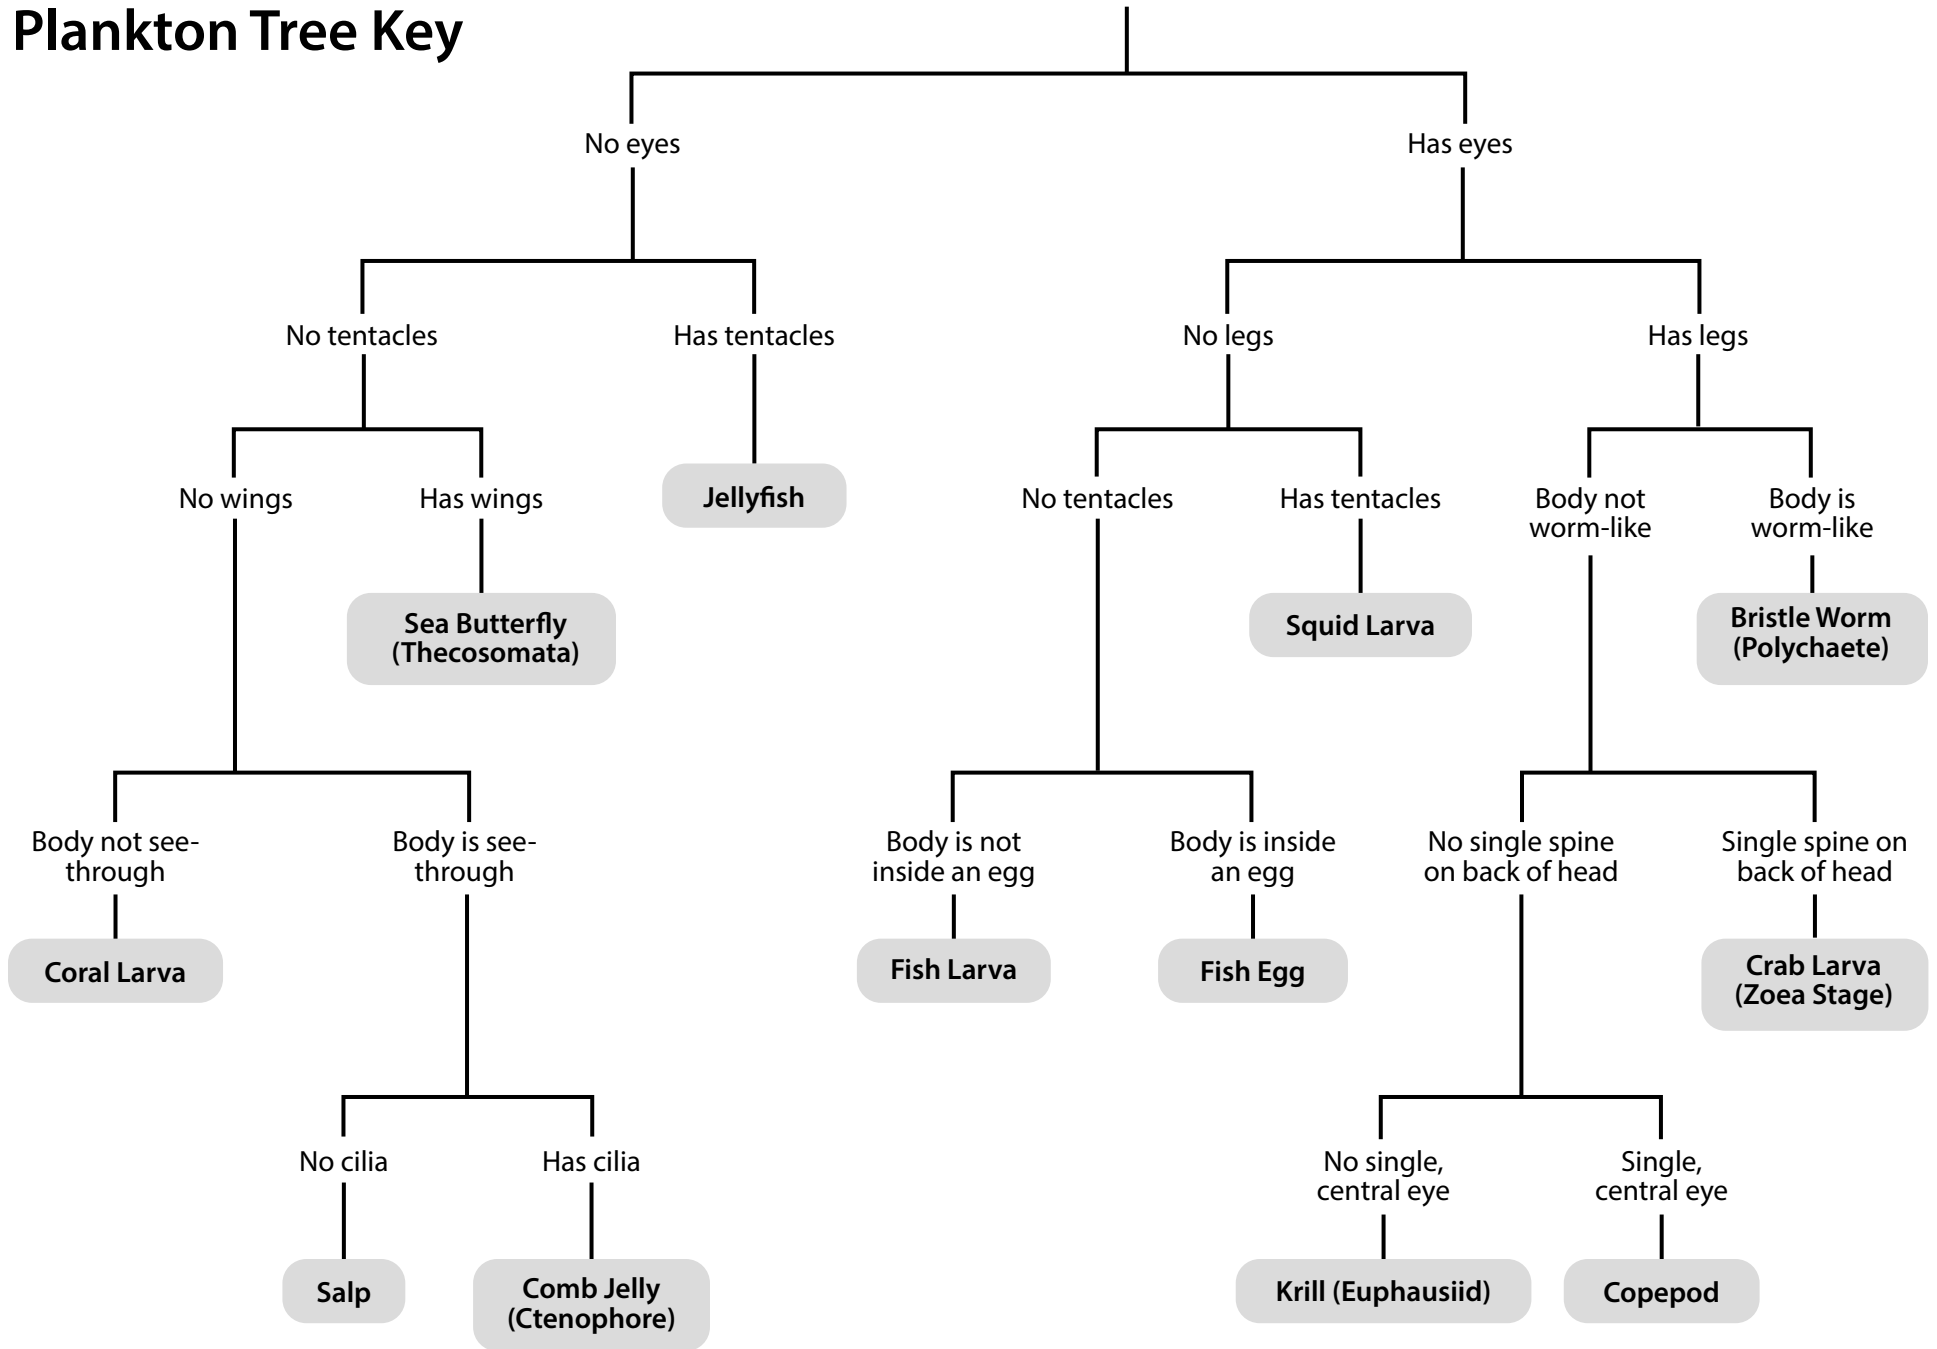 Plankton Tree Key
No eyes
Has eyes
No tentacles
Has tentacles
No legs
Has legs
No wings
Has wings
Jellyfish
No tentacles
Has tentacles
Body not
worm-like
Body is
worm-like
Sea Butterfly
(Thecosomata)
Squid Larva
Bristle Worm
(Polychaete)
Body not see-
through
Body is see-
through
Body is not
inside an egg
Body is inside
an egg
No single spine
on back of head
Single spine on
back of head
Coral Larva
Fish Larva
Fish Egg
Crab Larva
(Zoea Stage)
No cilia
Has cilia
No single,
central eye
Single,
central eye
Salp
Comb Jelly
(Ctenophore)
Krill (Euphausiid)
Copepod